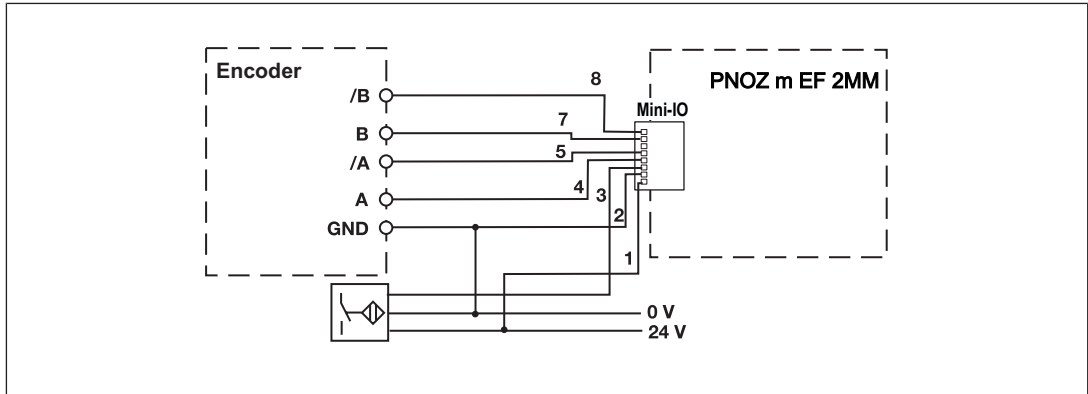 Encoder
PNOZ m EF 2MM
Mini-IO
/B
8
B
7
/A
5
A
4
3
GND
2
1
0 V
24 V